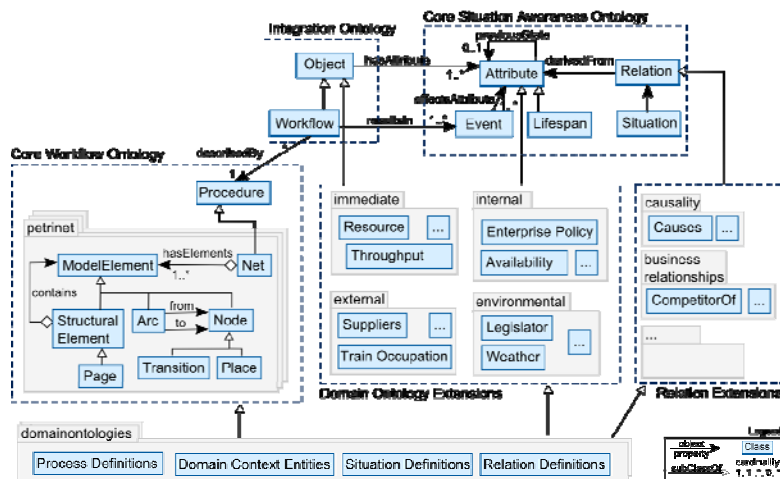 Integration Ontology
Core Situation Awareness Ontology
previousState
0..1
Object
hasAttribute
1..*
Attribute
derivedFrom
Relation
affectsAttribute
Workflow
Event
Lifespan
Situation
describedBy
1
Core Workflow Ontology
Procedure
petrinet
ModelElement
hasElements
1..*
Net
contains
Structural
Element
Arc
from
to
Node
Page
Transition
Place
immediate
Resource
...
Throughput
internal
Enterprise Policy
Availability
...
external
Suppliers
...
Train Occupation
environmental
Legislator
Weather
...
causality
Causes
...
business
relationships
CompetitorOf
...
...
Domain Ontology Extensions
Relation Extensions
domainontologies
Process Definitions
Domain Context Entities
Situation Definitions
Relation Definitions
Legend
object
property
Class
subClassOf
cardinality